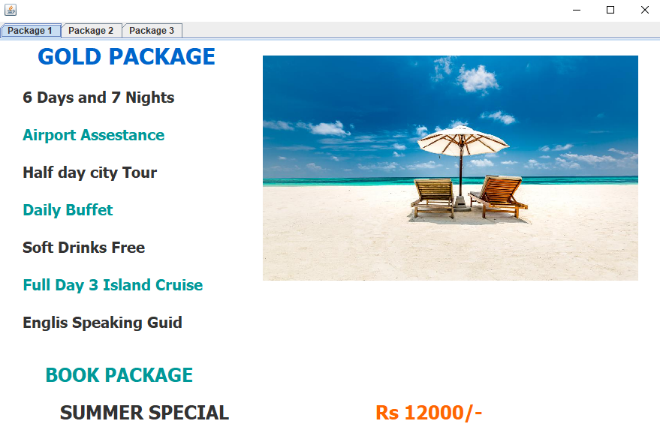 Package 1 Package 2 Package 3
GOLD PACKAGE
6 Days and 7 Nights
Airport Assestance
Half day city Tour
Daily Buffet
Soft Drinks Free
Full Day 3 Island Cruise
Englis Speaking Guid
BOOK PACKAGE
SUMMER SPECIAL Rs 12000/-